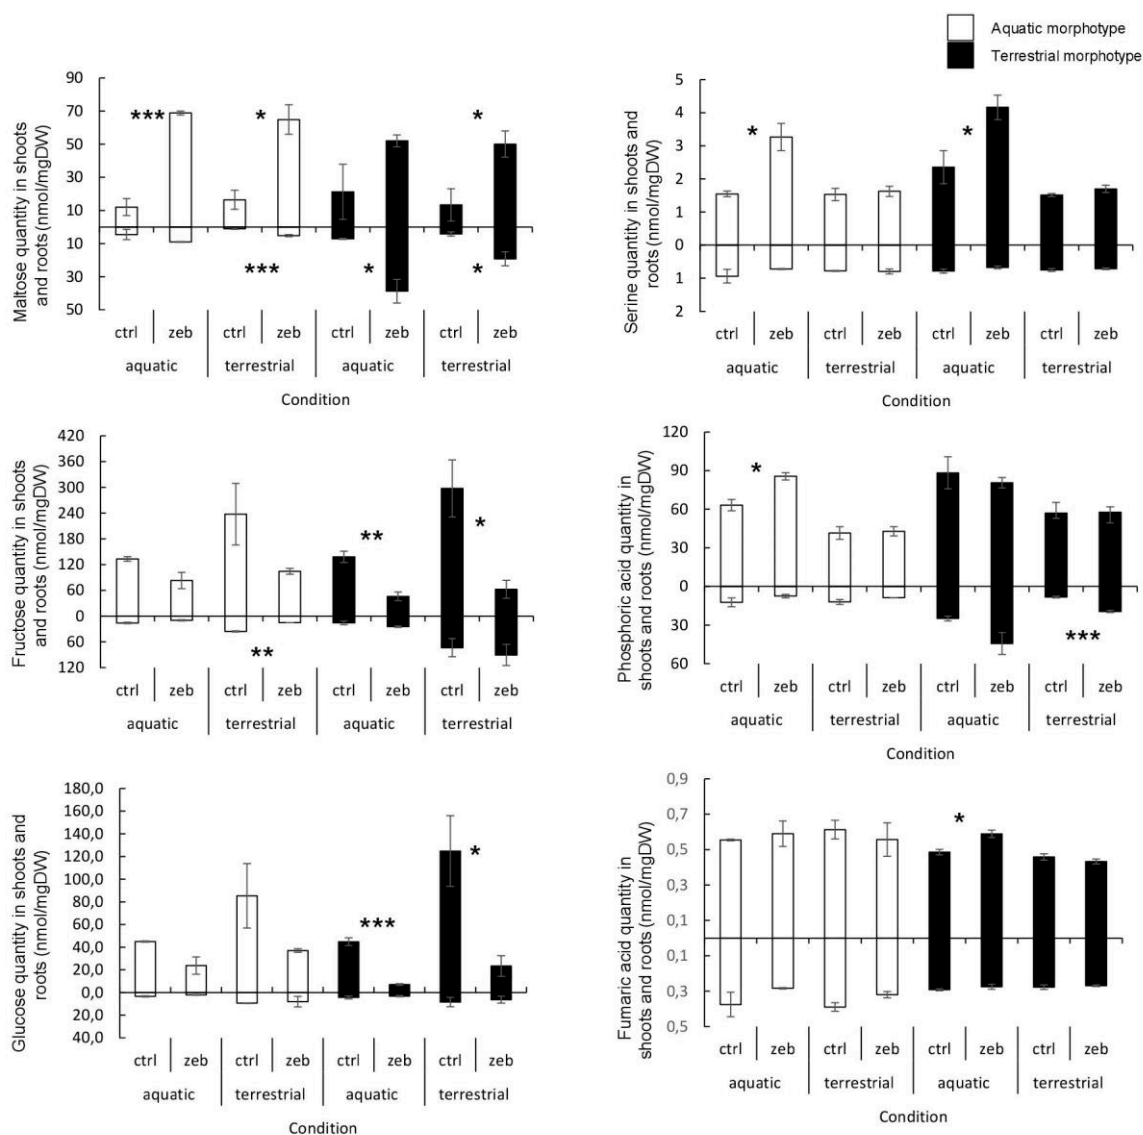 Aquatic morphotype
Terrestrial morphotype
Maltose quantity in shoots
and roots (nmol/mgDW)
90
70
50
30
10
10
30
50
*** * *
*** * *
ctrl zeb ctrl zeb ctrl zeb ctrl zeb
aquatic terrestrial aquatic terrestrial
Condition
Serine quantity in shoots and
roots (nmol/mgDW)
5
4
3
2
1
0
1
2
* *
ctrl zeb ctrl zeb ctrl zeb ctrl zeb
aquatic terrestrial aquatic terrestrial
Condition
Fructose quantity in shoots
and roots (nmol/mgDW)
420
360
300
240
180
120
60
0
60
120
** *
**
ctrl zeb ctrl zeb ctrl zeb ctrl zeb
aquatic terrestrial aquatic terrestrial
Condition
Phosphoric acid quantity in
shoots and roots (nmol/mgDW)
120
90
60
30
0
30
60
*
***
ctrl zeb ctrl zeb ctrl zeb ctrl zeb
aquatic terrestrial aquatic terrestrial
Condition
Glucose quantity in shoots and
roots (nmol/mgDW)
180,0
160,0
140,0
120,0
100,0
80,0
60,0
40,0
20,0
0,0
20,0
40,0
*** *
ctrl zeb ctrl zeb ctrl zeb ctrl zeb
aquatic terrestrial aquatic terrestrial
Condition
Fumaric acid quantity in
shoots and roots (nmol/mgDW)
0,9
0,7
0,5
0,3
0,1
0,1
0,3
0,5
*
ctrl zeb ctrl zeb ctrl zeb ctrl zeb
aquatic terrestrial aquatic terrestrial
Condition